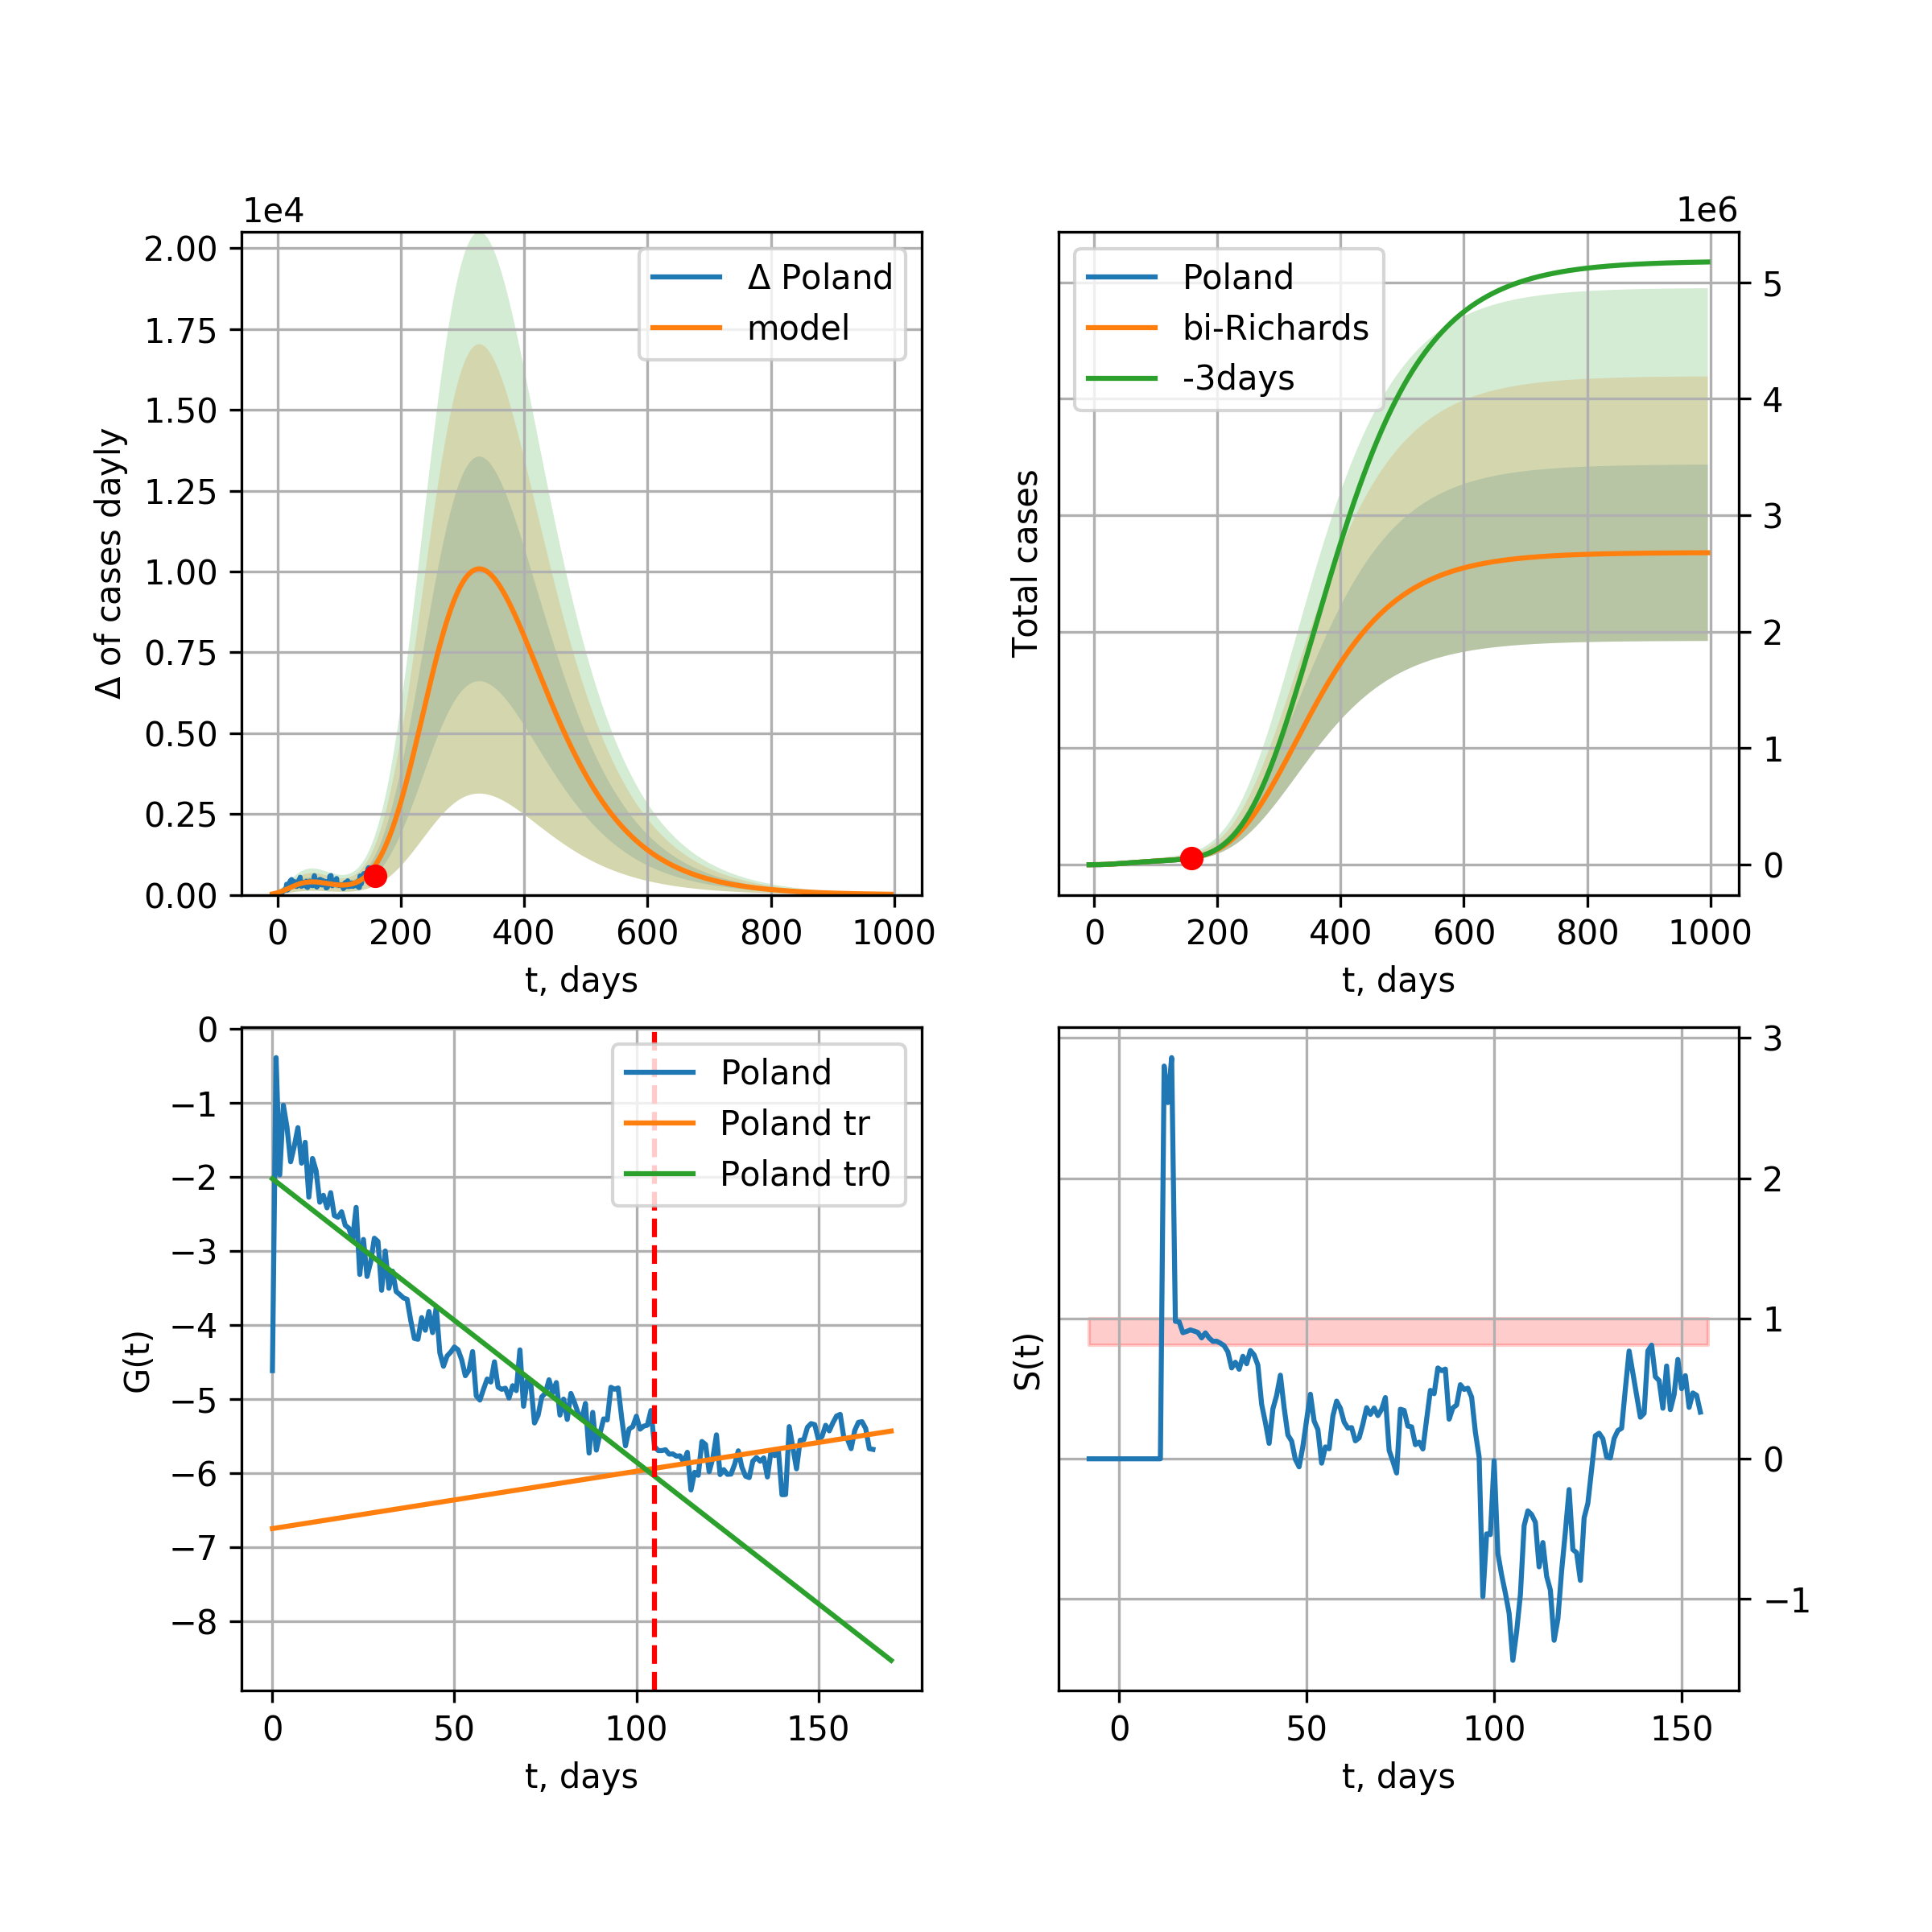 1e4
2.00
1.75
1.50
1.25
1.00
0.75
0.50
0.25
0.00
Δ of cases dayly
Δ Poland
model
0 200 400 600 800 1000
t, days
1e6
Poland
bi-Richards
-3days
Total cases
5
4
3
2
1
0
0 200 400 600 800 1000
t, days
0
−1
−2
−3
−4
−5
−6
−7
−8
G(t)
Poland
Poland tr
Poland tr0
0 50 100 150
t, days
S(t)
3
2
1
0
−1
0 50 100 150
t, days